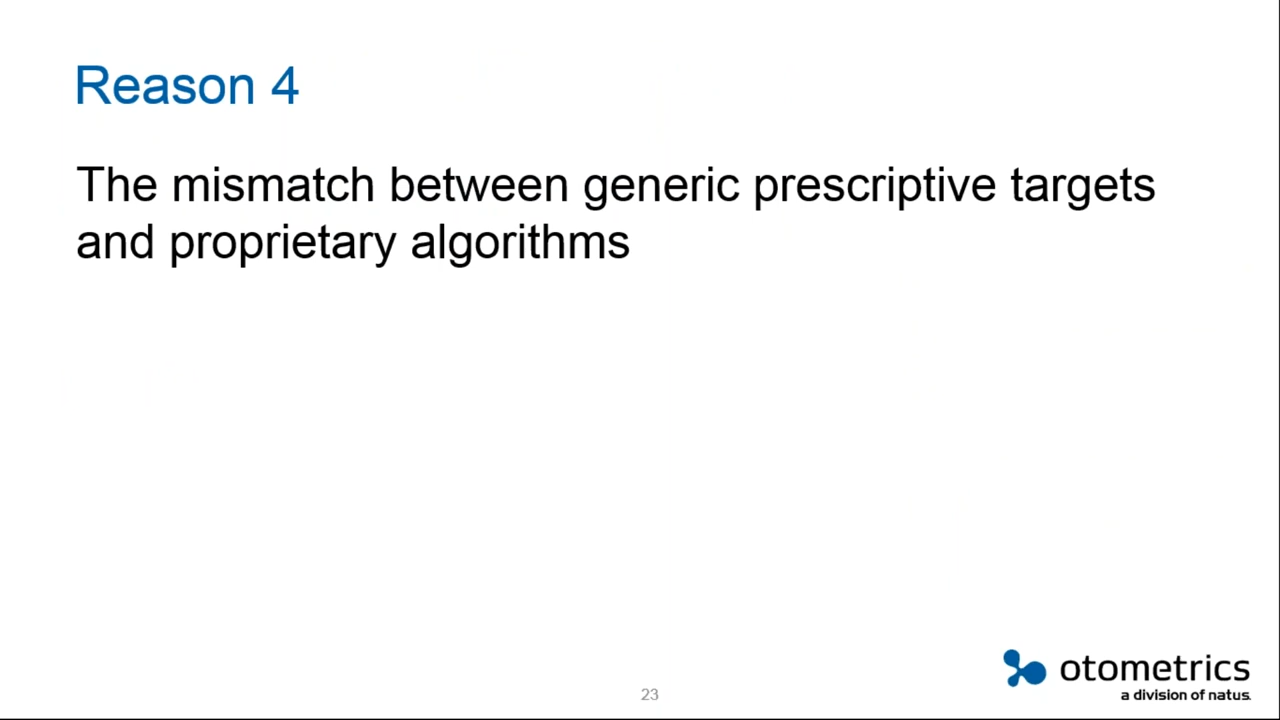 Reason 4
The mismatch between generic prescriptive targets
and proprietary algorithms
otometrics
a division of natus.
23